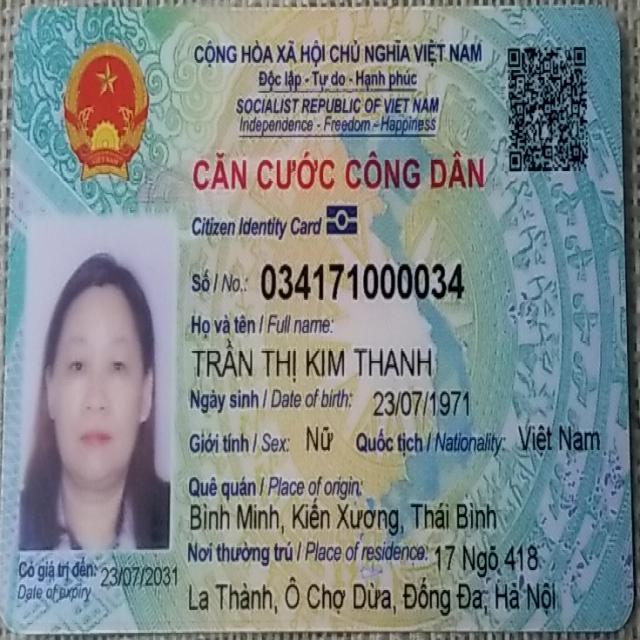 CỘNG HÒA XÃ HỘI CHỦ NGHĨA VIỆT NAM
Độc lập - Tự do - Hạnh phúc
SOCIALIST REPUBLIC OF VIET NAM
Independence - Freedom - Happiness
CĂN CƯỚC CÔNG DÂN
Citizen Identity Card
Số / No.: 034171000034
Họ và tên / Full name:
TRẦN THỊ KIM THANH
Ngày sinh / Date of birth: 23/07/1971
Giới tính / Sex: Nữ Quốc tịch / Nationality: Việt Nam
Quê quán / Place of origin:
Bình Minh, Kiến Xương, Thái Bình
Nơi thường trú / Place of residence: 17 Ngõ 418
La Thành, Ô Chợ Dừa, Đống Đa, Hà Nội
Có giá trị đến: 23/07/2031
Date of expiry